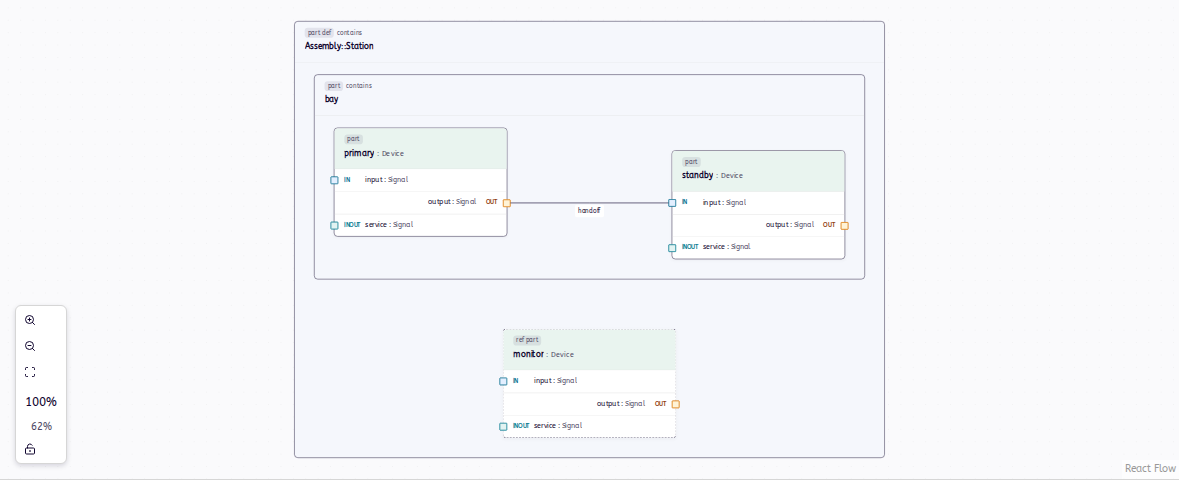 part def contains
Assembly::Station
part contains
bay
part
primary : Device
IN input : Signal
output : Signal OUT
INOUT service : Signal
handoff
part
standby : Device
IN input : Signal
output : Signal OUT
INOUT service : Signal
ref part
monitor : Device
IN input : Signal
output : Signal OUT
INOUT service : Signal
100%
62%
React Flow